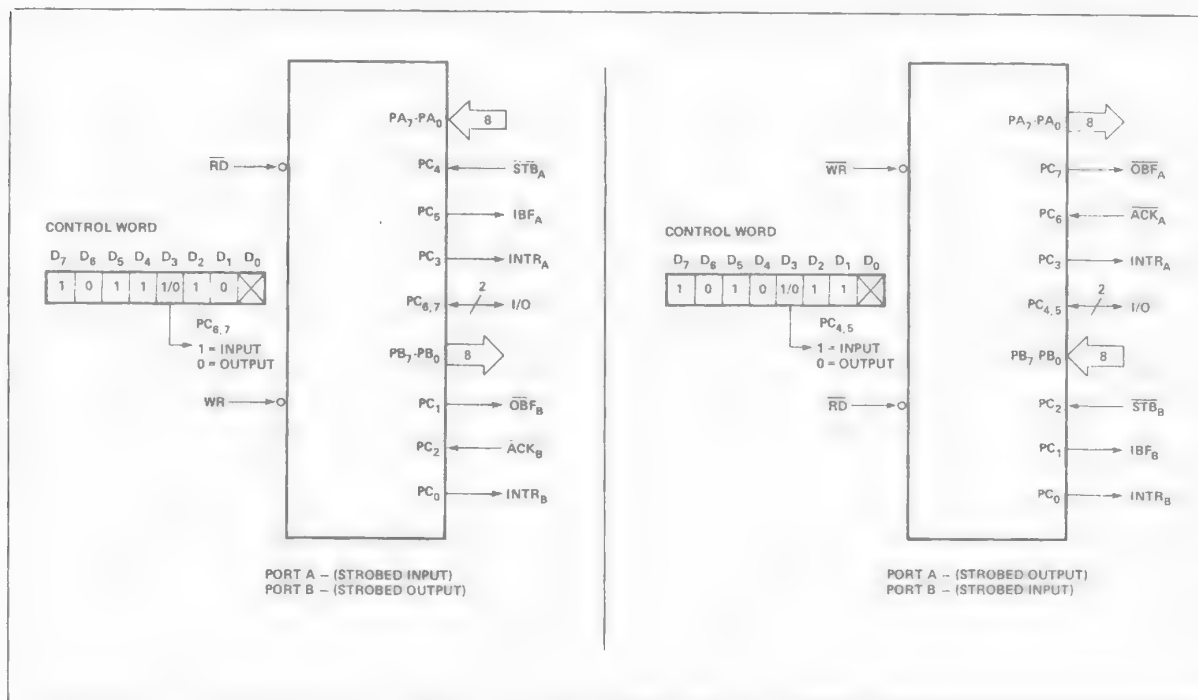 PA7-PA0 8
RD
PC4 STBA
PC5 IBFA
CONTROL WORD
D7 D6 D5 D4 D3 D2 D1 D0
1 0 1 1 1/0 1 0
PC3 INTRA
PC6,7 2 I/O
PC6,7
1 = INPUT
0 = OUTPUT
PB7-PB0 8
WR
PC1 OBFB
PC2 ACKB
PC0 INTRB
PORT A – (STROBED INPUT)
PORT B – (STROBED OUTPUT)
PA7-PA0 8
WR
PC7 OBFA
PC6 ACKA
CONTROL WORD
D7 D6 D5 D4 D3 D2 D1 D0
1 0 1 0 1/0 1 1
PC3 INTRA
PC4,5 2 I/O
PC4,5
1 = INPUT
0 = OUTPUT
PB7 PB0 8
RD
PC2 STBB
PC1 IBFB
PC0 INTRB
PORT A – (STROBED OUTPUT)
PORT B – (STROBED INPUT)